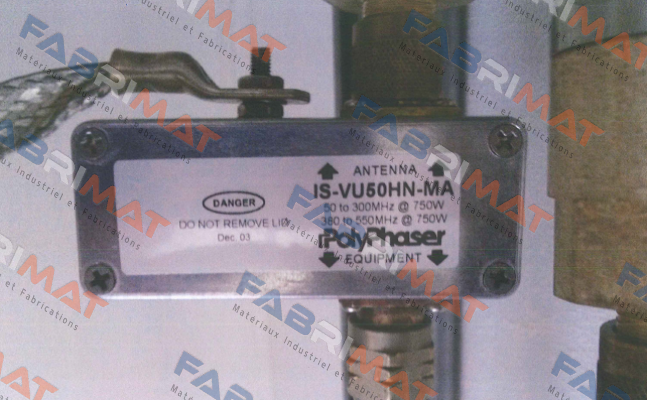 ANTENNA
IS-VU50HN-MA
50 to 300MHz @ 750W
380 to 550MHz @ 750W
PolyPhaser
EQUIPMENT
DANGER
DO NOT REMOVE LID
Dec. 03
FABRIMAT
Matériaux Industriel et Fabrications